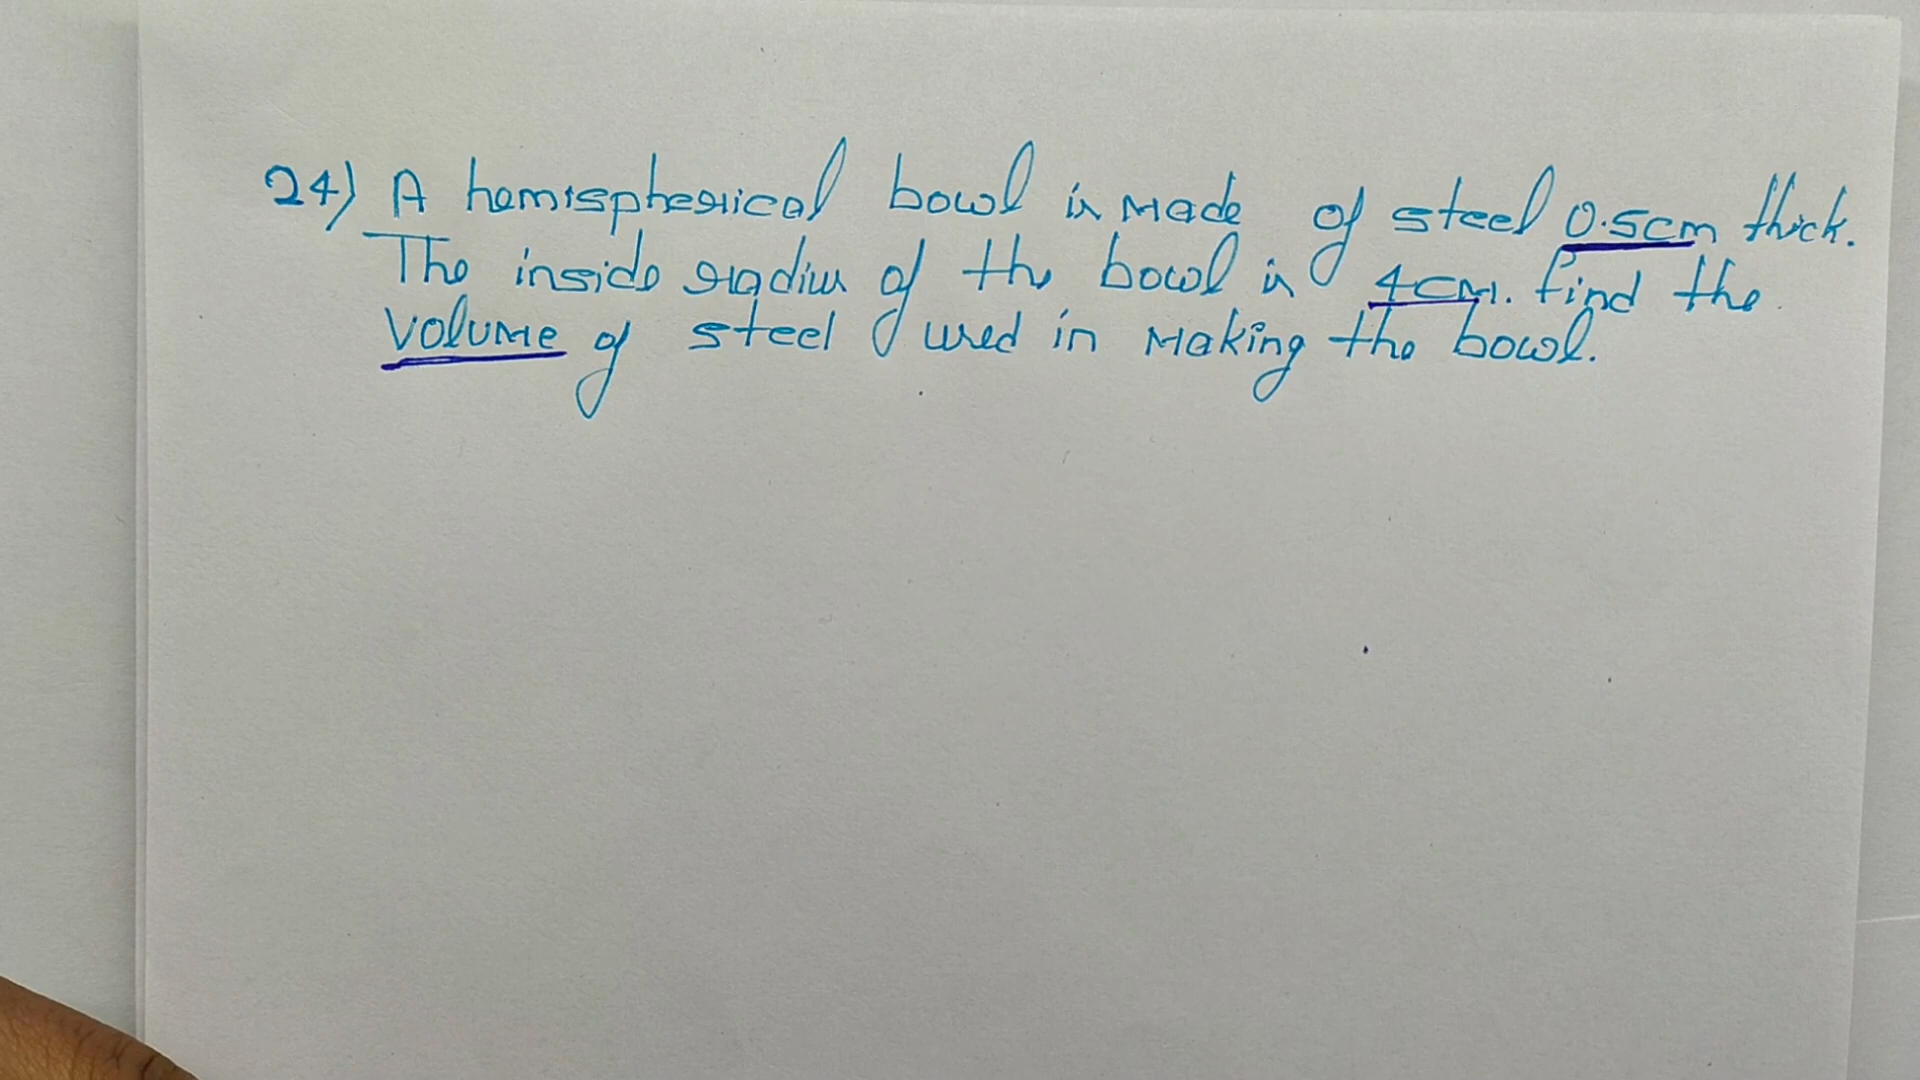 24) A hemispherical bowl is made of steel 0.5cm thick.
The inside radius of the bowl is 4cm. find the
volume of steel used in making the bowl.